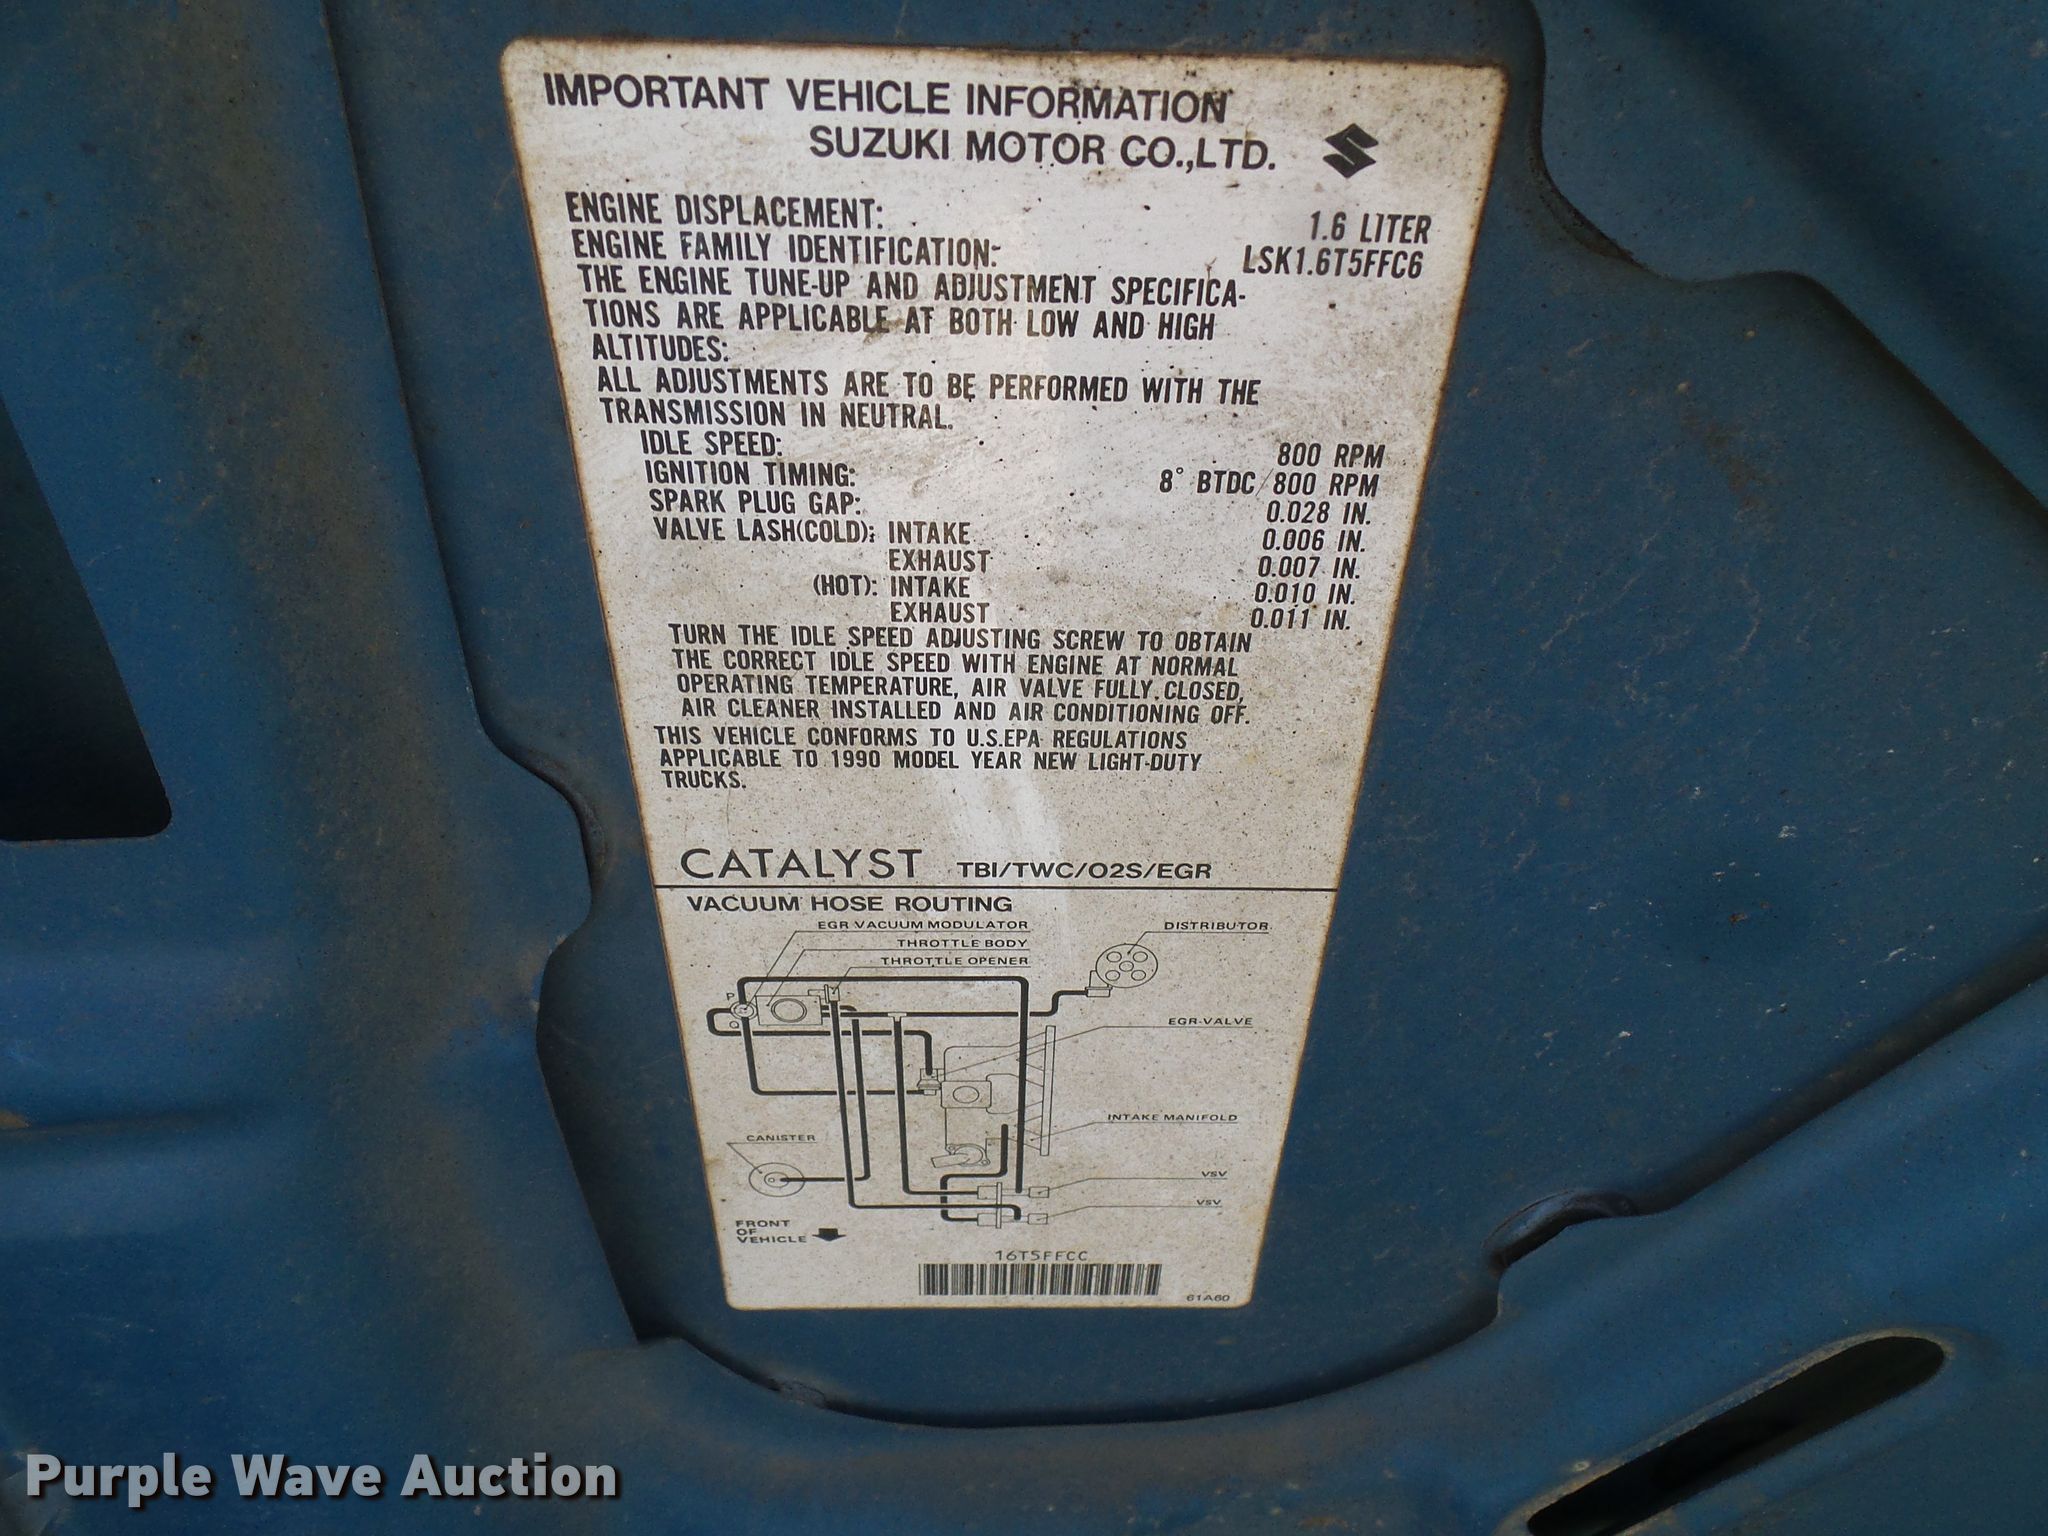 IMPORTANT VEHICLE INFORMATION
SUZUKI MOTOR CO.,LTD.
ENGINE DISPLACEMENT: 1.6 LITER
ENGINE FAMILY IDENTIFICATION: LSK1.6T5FFC6
THE ENGINE TUNE-UP AND ADJUSTMENT SPECIFICA-
TIONS ARE APPLICABLE AT BOTH LOW AND HIGH
ALTITUDES:
ALL ADJUSTMENTS ARE TO BE PERFORMED WITH THE
TRANSMISSION IN NEUTRAL.
IDLE SPEED: 800 RPM
IGNITION TIMING: 8° BTDC/800 RPM
SPARK PLUG GAP: 0.028 IN.
VALVE LASH(COLD): INTAKE 0.006 IN.
EXHAUST 0.007 IN.
(HOT): INTAKE 0.010 IN.
EXHAUST 0.011 IN.
TURN THE IDLE SPEED ADJUSTING SCREW TO OBTAIN
THE CORRECT IDLE SPEED WITH ENGINE AT NORMAL
OPERATING TEMPERATURE, AIR VALVE FULLY CLOSED,
AIR CLEANER INSTALLED AND AIR CONDITIONING OFF.
THIS VEHICLE CONFORMS TO U.S.EPA REGULATIONS
APPLICABLE TO 1990 MODEL YEAR NEW LIGHT-DUTY
TRUCKS.
CATALYST TBI/TWC/O2S/EGR
VACUUM HOSE ROUTING
EGR VACUUM MODULATOR
DISTRIBUTOR
THROTTLE BODY
THROTTLE OPENER
P
Q
EGR-VALVE
INTAKE MANIFOLD
CANISTER
VSV
VSV
FRONT
OF
VEHICLE
16T5FFCC
61A60
Purple Wave Auction